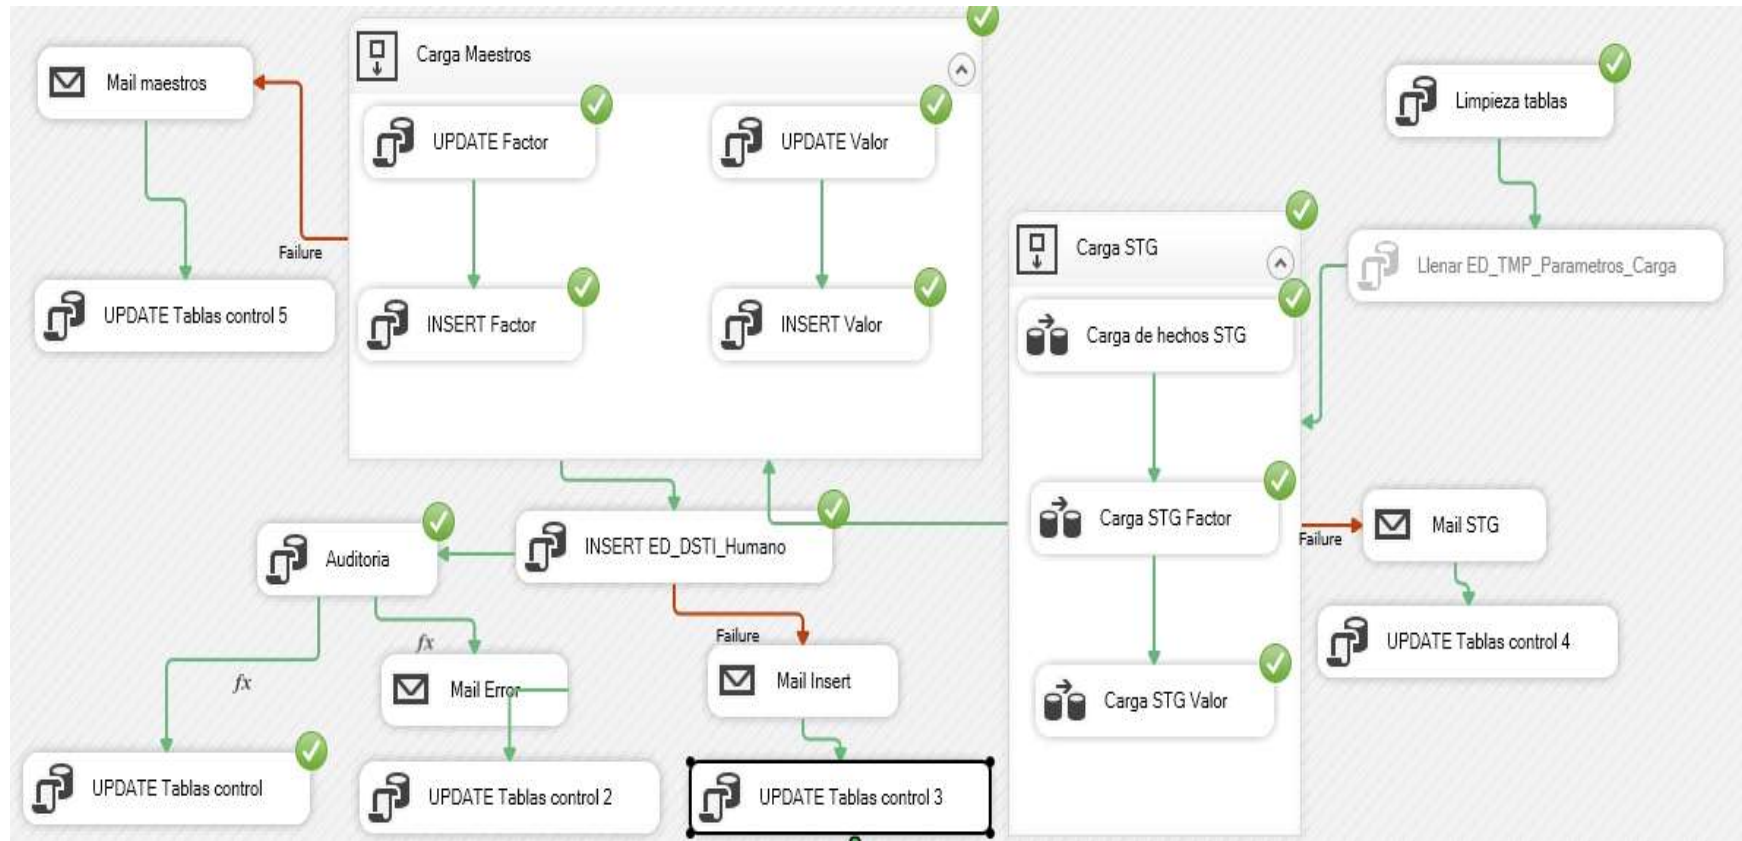 Carga Maestros
Mail maestros
UPDATE Factor
UPDATE Valor
Limpieza tablas
Failure
Carga STG
Llenar ED_TMP_Parametros_Carga
UPDATE Tablas control 5
INSERT Factor
INSERT Valor
Carga de hechos STG
Carga STG Factor
Mail STG
Failure
Auditoria
INSERT ED_DSTI_Humano
fx
Failure
UPDATE Tablas control 4
fx
Mail Error
Mail Insert
Carga STG Valor
UPDATE Tablas control
UPDATE Tablas control 2
UPDATE Tablas control 3